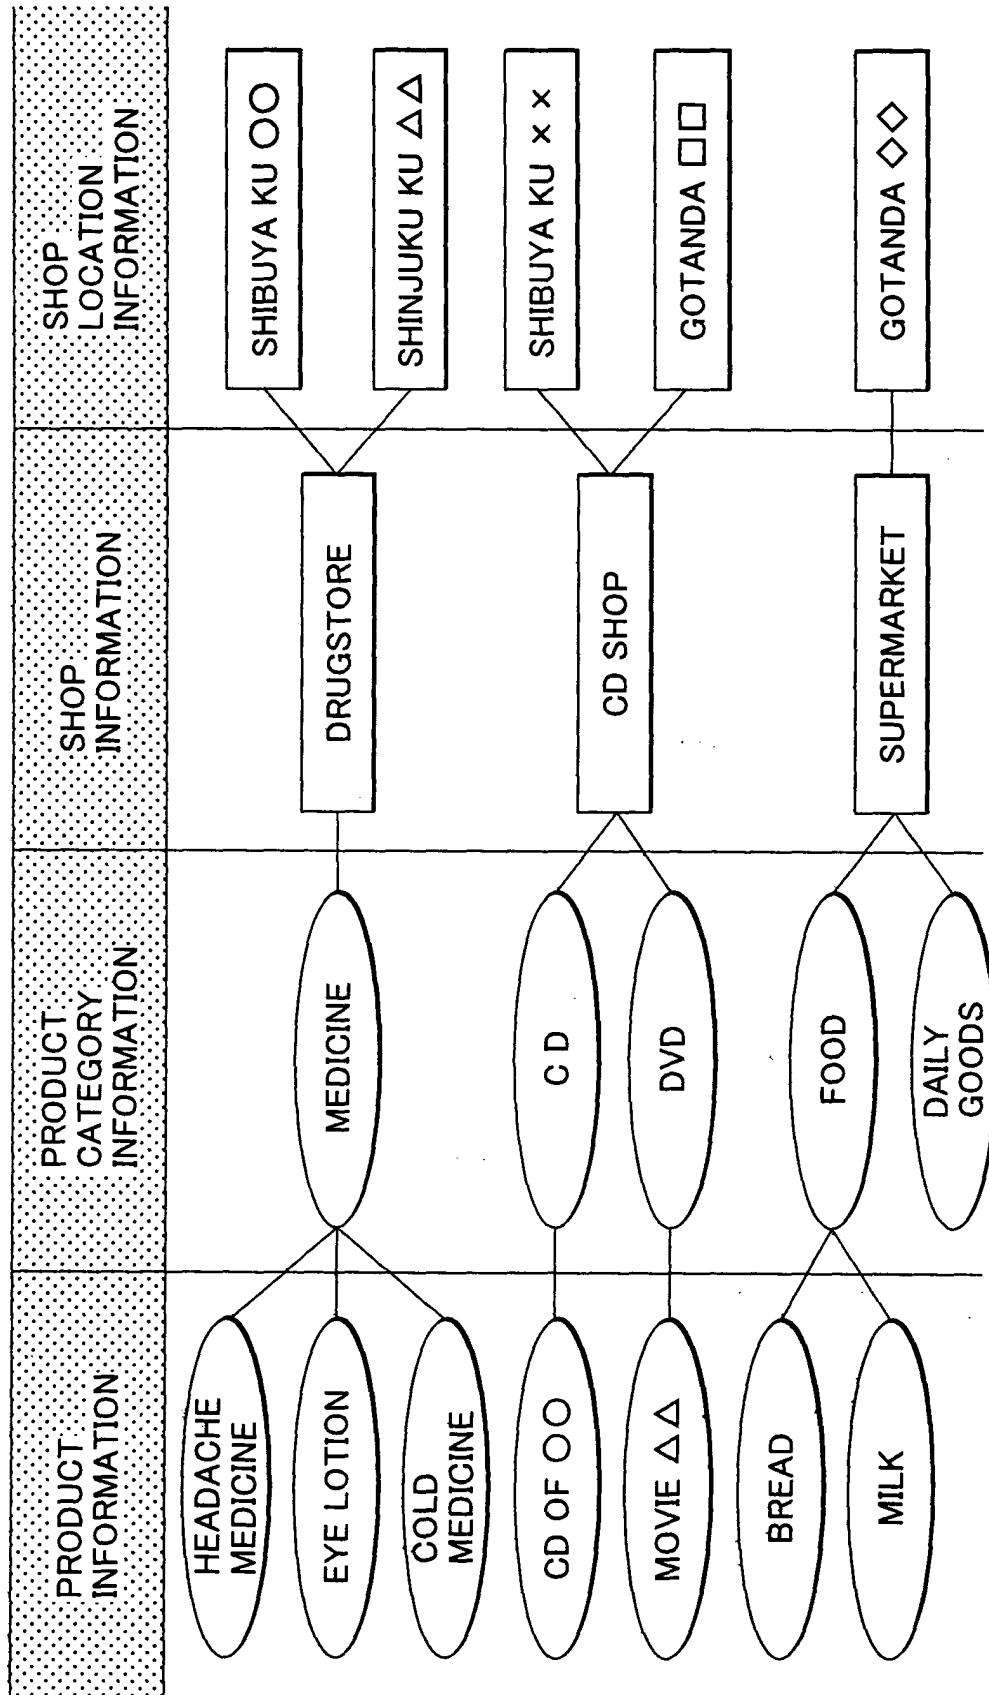 PRODUCT
INFORMATION
PRODUCT
CATEGORY
INFORMATION
SHOP
INFORMATION
SHOP
LOCATION
INFORMATION
HEADACHE
MEDICINE
EYE LOTION
COLD
MEDICINE
MEDICINE
DRUGSTORE
SHIBUYA KU ○○
SHINJUKU KU △△
CD OF ○○
MOVIE △△
C D
DVD
CD SHOP
SHIBUYA KU × ×
GOTANDA □□
BREAD
MILK
FOOD
DAILY
GOODS
SUPERMARKET
GOTANDA ◇◇